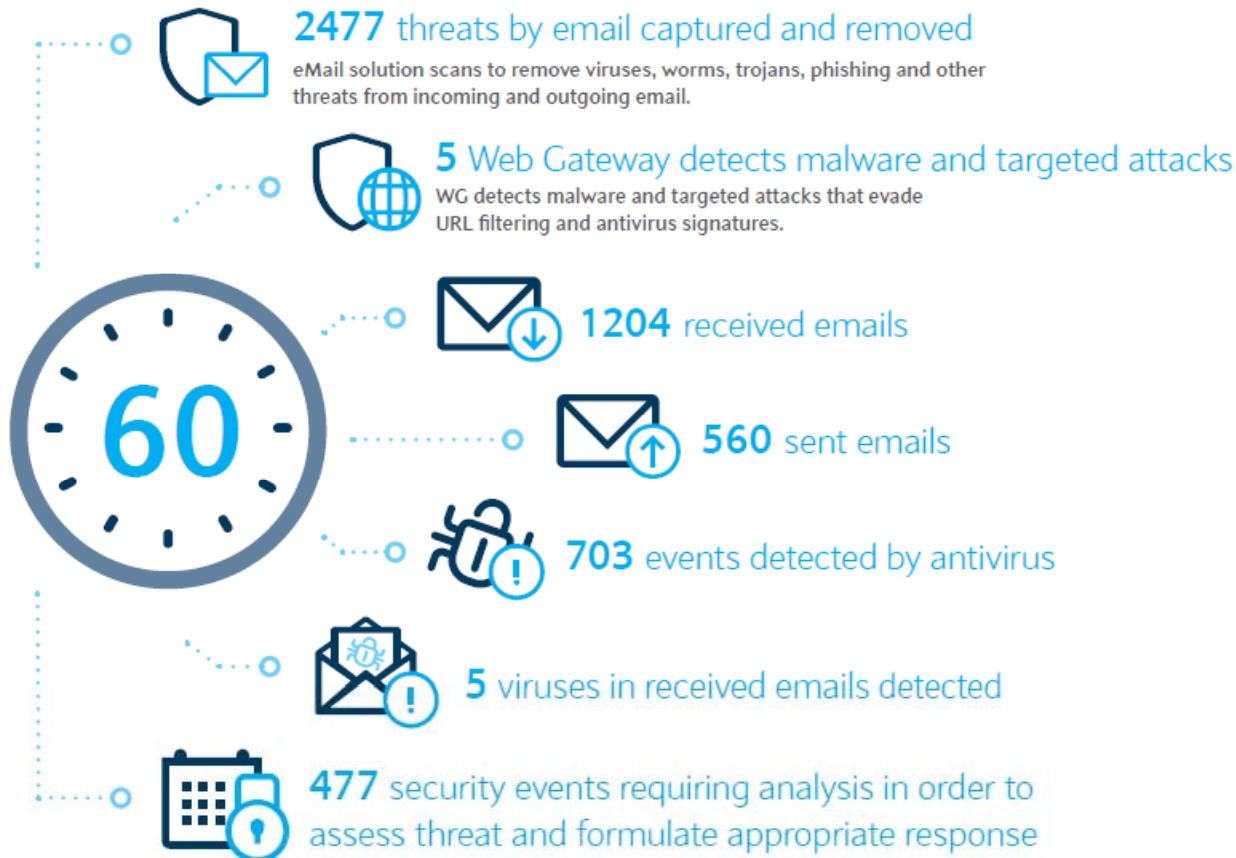 2477 threats by email captured and removed
eMail solution scans to remove viruses, worms, trojans, phishing and other
threats from incoming and outgoing email.
5 Web Gateway detects malware and targeted attacks
WG detects malware and targeted attacks that evade
URL filtering and antivirus signatures.
1204 received emails
60
560 sent emails
703 events detected by antivirus
5 viruses in received emails detected
477 security events requiring analysis in order to
assess threat and formulate appropriate response